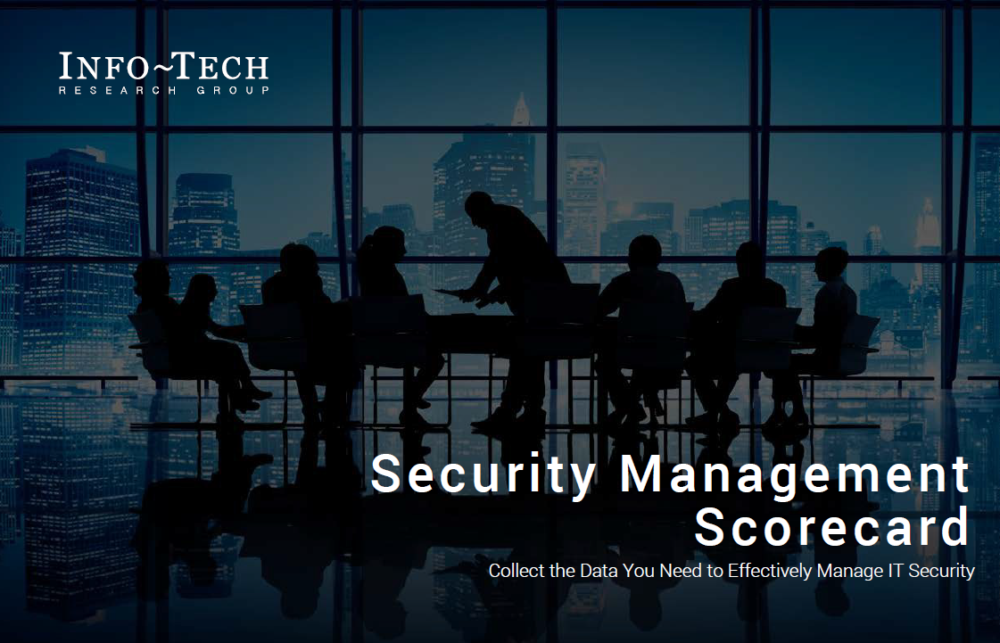 INFO~TECH
RESEARCH GROUP
Security Management
Scorecard
Collect the Data You Need to Effectively Manage IT Security